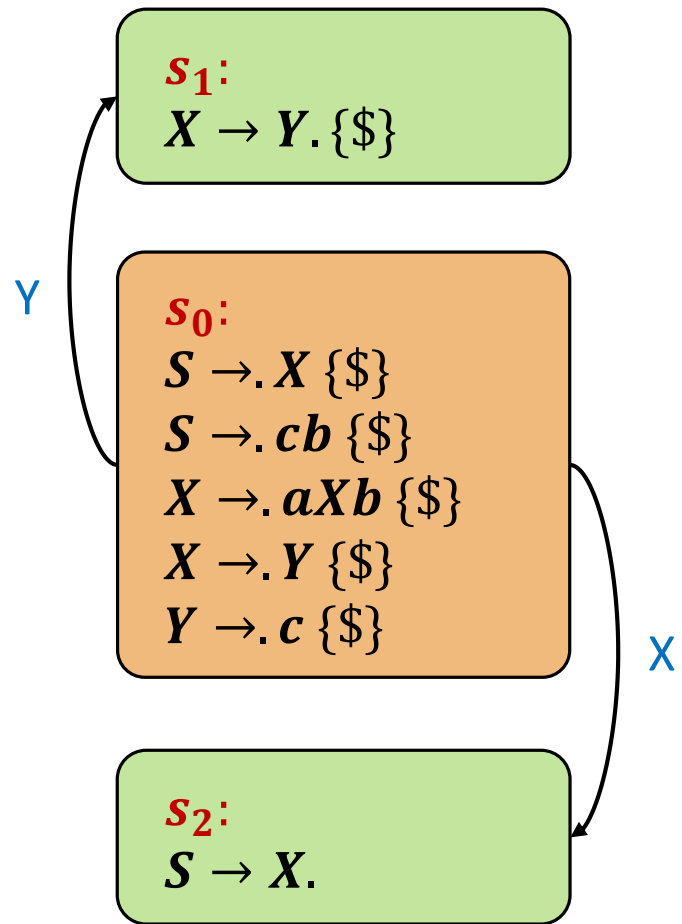 s₁:
X → Y. {$}
Y
s₀:
S →. X {$}
S →. cb {$}
X →. aXb {$}
X →. Y {$}
Y →. c {$}
X
s₂:
S → X.